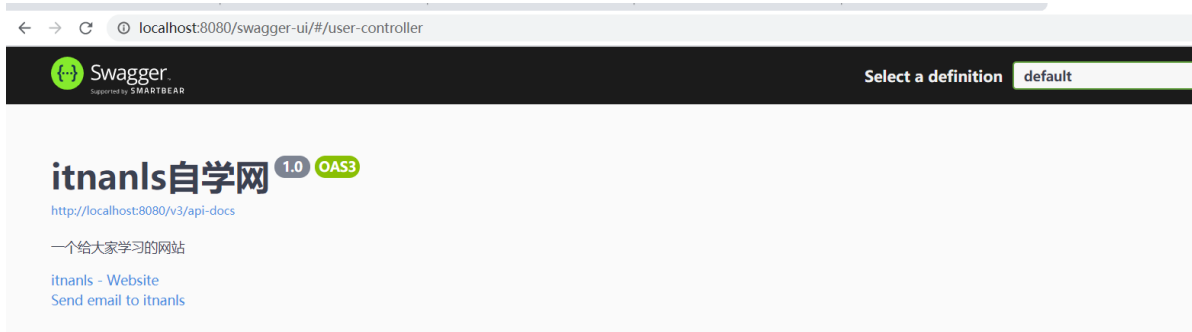 localhost:8080/swagger-ui/#/user-controller
Swagger.
Supported by SMARTBEAR
Select a definition
default
itnanls自学网 1.0 OAS3
http://localhost:8080/v3/api-docs
一个给大家学习的网站
itnanls - Website
Send email to itnanls